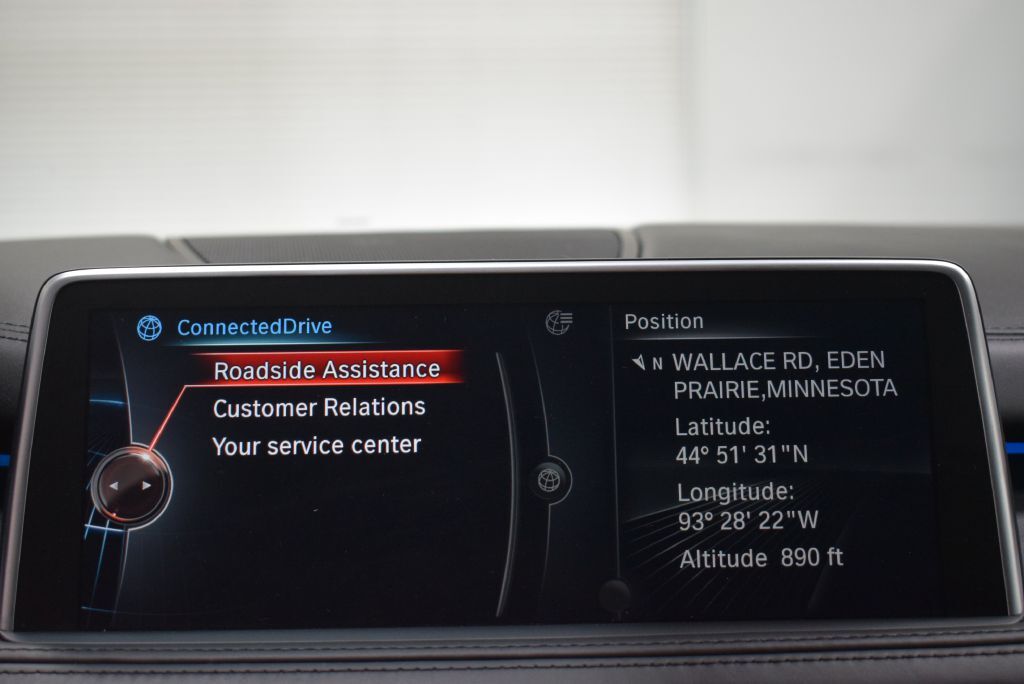 ConnectedDrive
Roadside Assistance
Customer Relations
Your service center
Position
N WALLACE RD, EDEN
PRAIRIE,MINNESOTA
Latitude:
44° 51' 31"N
Longitude:
93° 28' 22"W
Altitude 890 ft